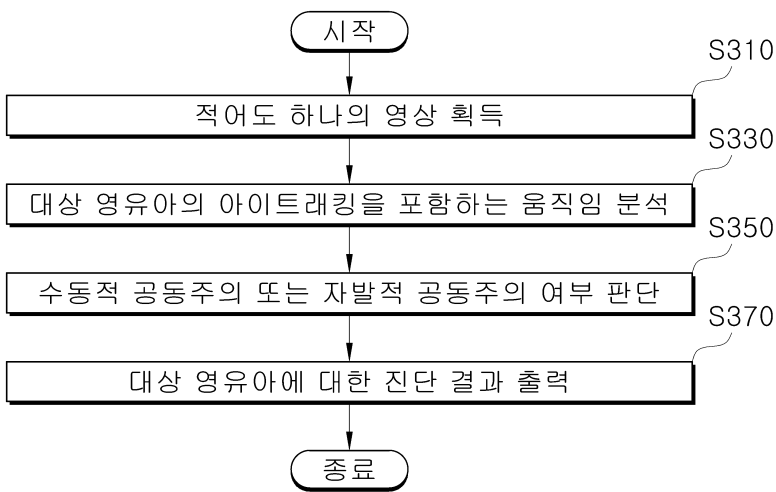 시작
S310
적어도 하나의 영상 획득
S330
대상 영유아의 아이트래킹을 포함하는 움직임 분석
S350
수동적 공동주의 또는 자발적 공동주의 여부 판단
S370
대상 영유아에 대한 진단 결과 출력
종료